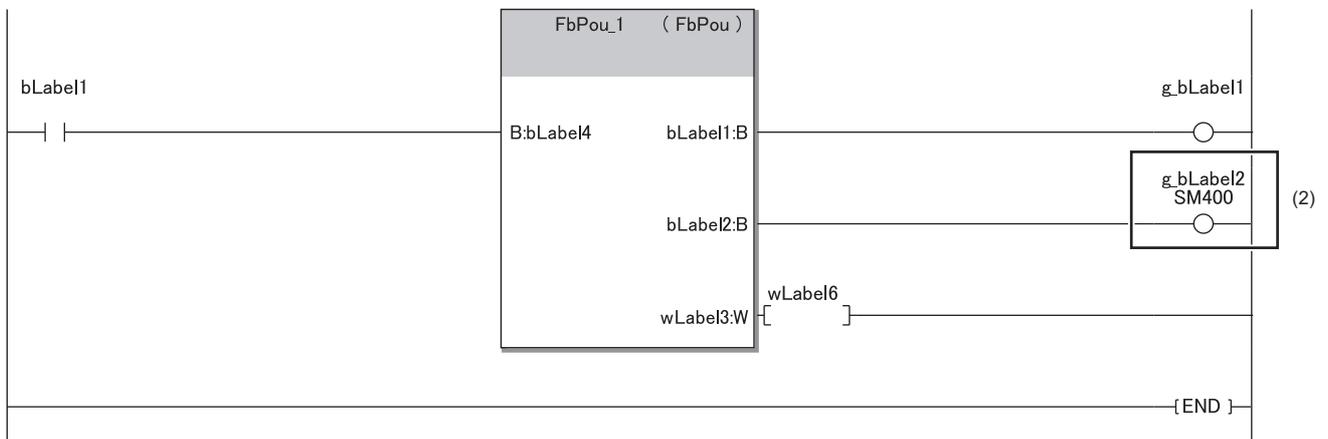 FbPou_1 ( FbPou )
bLabel1
g_bLabel1
B:bLabel4
bLabel1:B
g_bLabel2
SM400
(2)
bLabel2:B
wLabel6
wLabel3:W
END